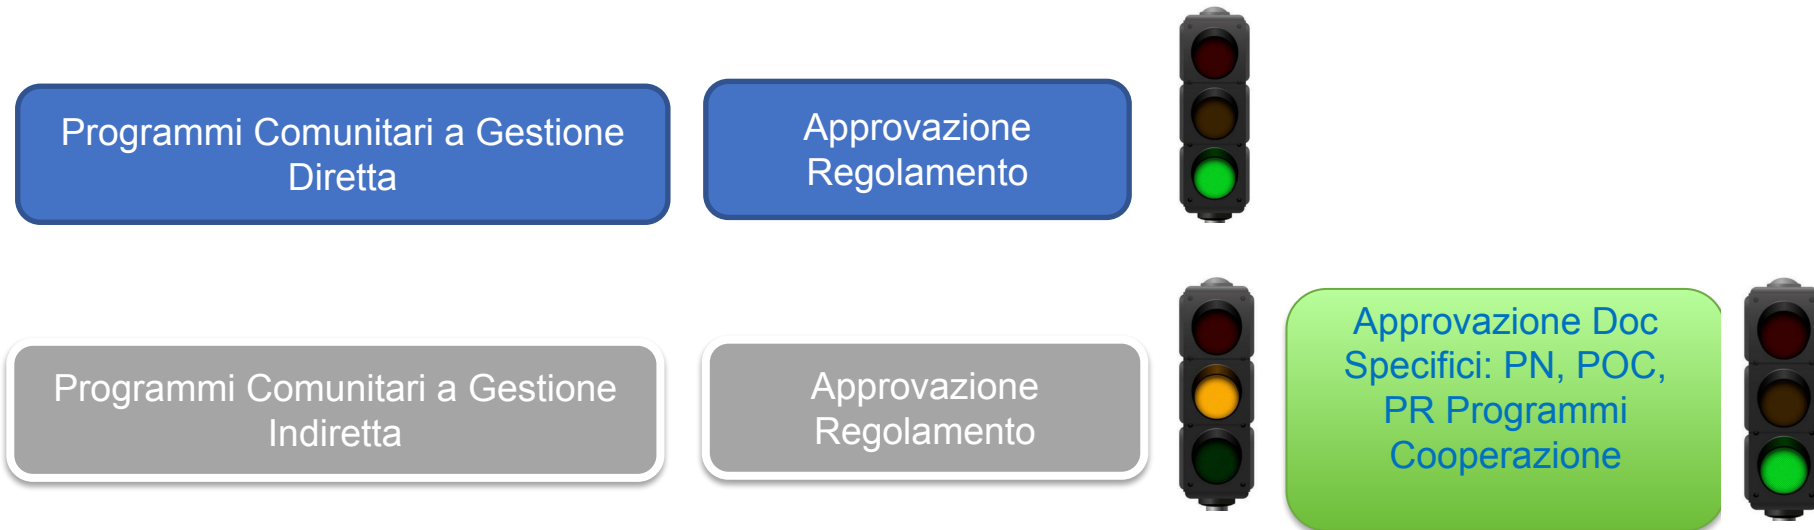 Programmi Comunitari a Gestione
Diretta
Approvazione
Regolamento
Programmi Comunitari a Gestione
Indiretta
Approvazione
Regolamento
Approvazione Doc
Specifici: PN, POC,
PR Programmi
Cooperazione